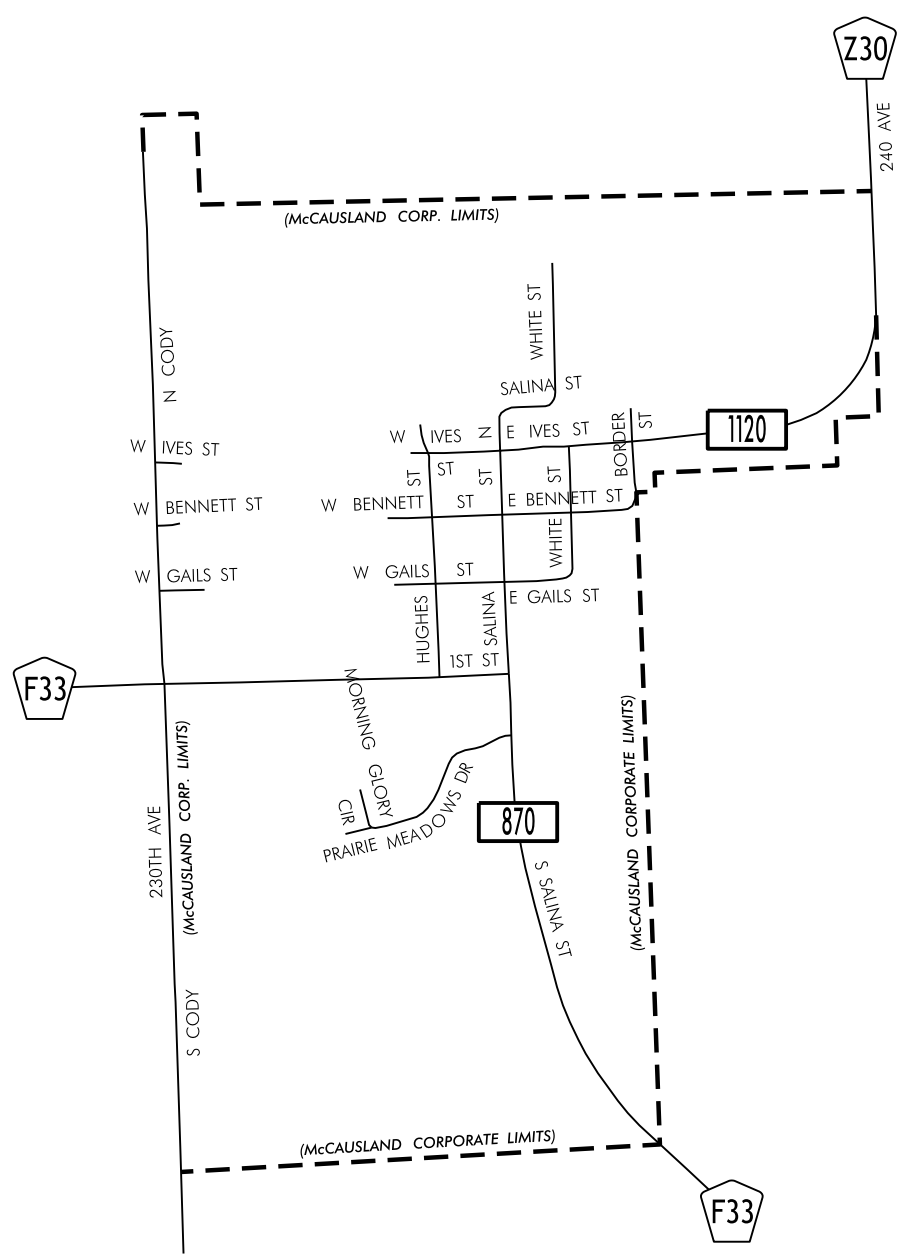 Z30
240 AVE
(McCAUSLAND CORP. LIMITS)
WHITE ST
N CODY
SALINA ST
W IVES ST
W IVES ST
N
E IVES ST
BORDER ST
1120
ST
ST
ST
W BENNETT ST
W BENNETT ST
E BENNETT ST
WHITE
W GAILS ST
W GAILS ST
E GAILS ST
HUGHES
SALINA
1ST ST
F33
MORNING GLORY CIR
(McCAUSLAND CORP. LIMITS)
(McCAUSLAND CORPORATE LIMITS)
230TH AVE
PRAIRIE MEADOWS DR
870
S SALINA ST
S CODY
(McCAUSLAND CORPORATE LIMITS)
F33